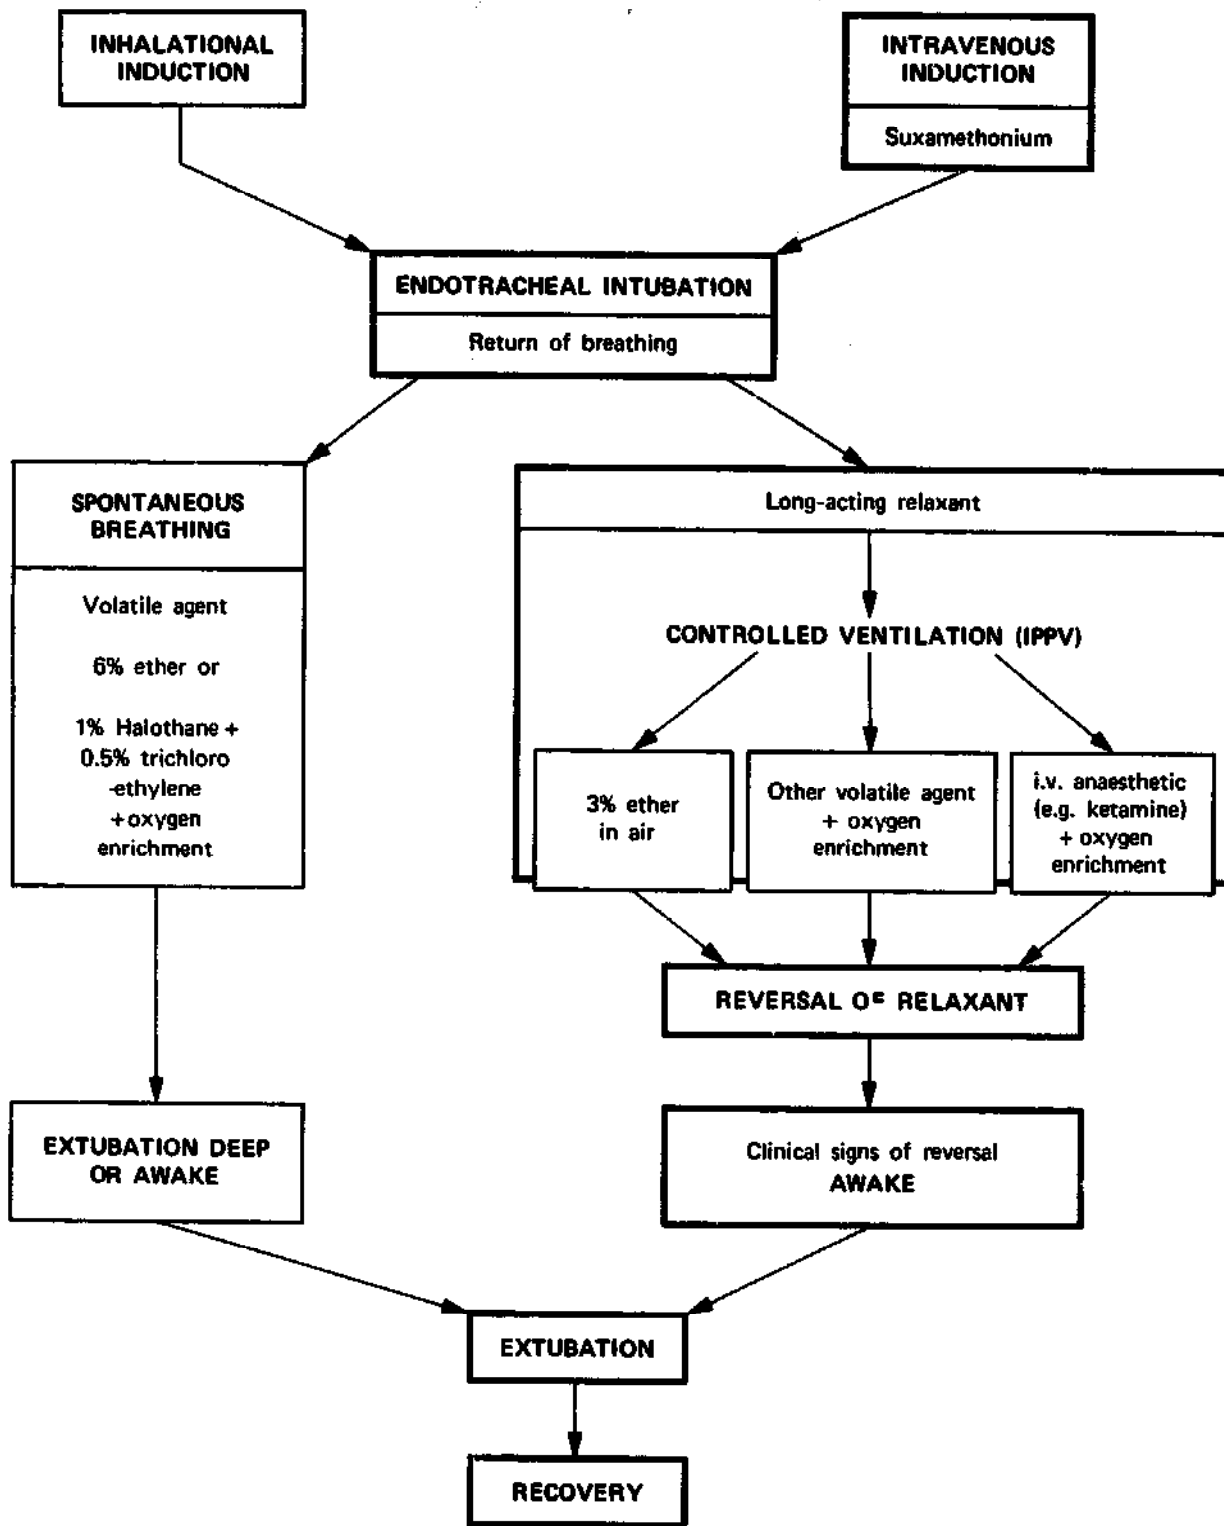 INHALATIONAL
INDUCTION
INTRAVENOUS
INDUCTION
Suxamethonium
ENDOTRACHEAL INTUBATION
Return of breathing
SPONTANEOUS
BREATHING
Volatile agent
6% ether or
1% Halothane +
0.5% trichloro
-ethylene
+oxygen
enrichment
Long-acting relaxant
CONTROLLED VENTILATION (IPPV)
3% ether
in air
Other volatile agent
+ oxygen
enrichment
i.v. anaesthetic
(e.g. ketamine)
+ oxygen
enrichment
REVERSAL OF RELAXANT
EXTUBATION DEEP
OR AWAKE
Clinical signs of reversal
AWAKE
EXTUBATION
RECOVERY